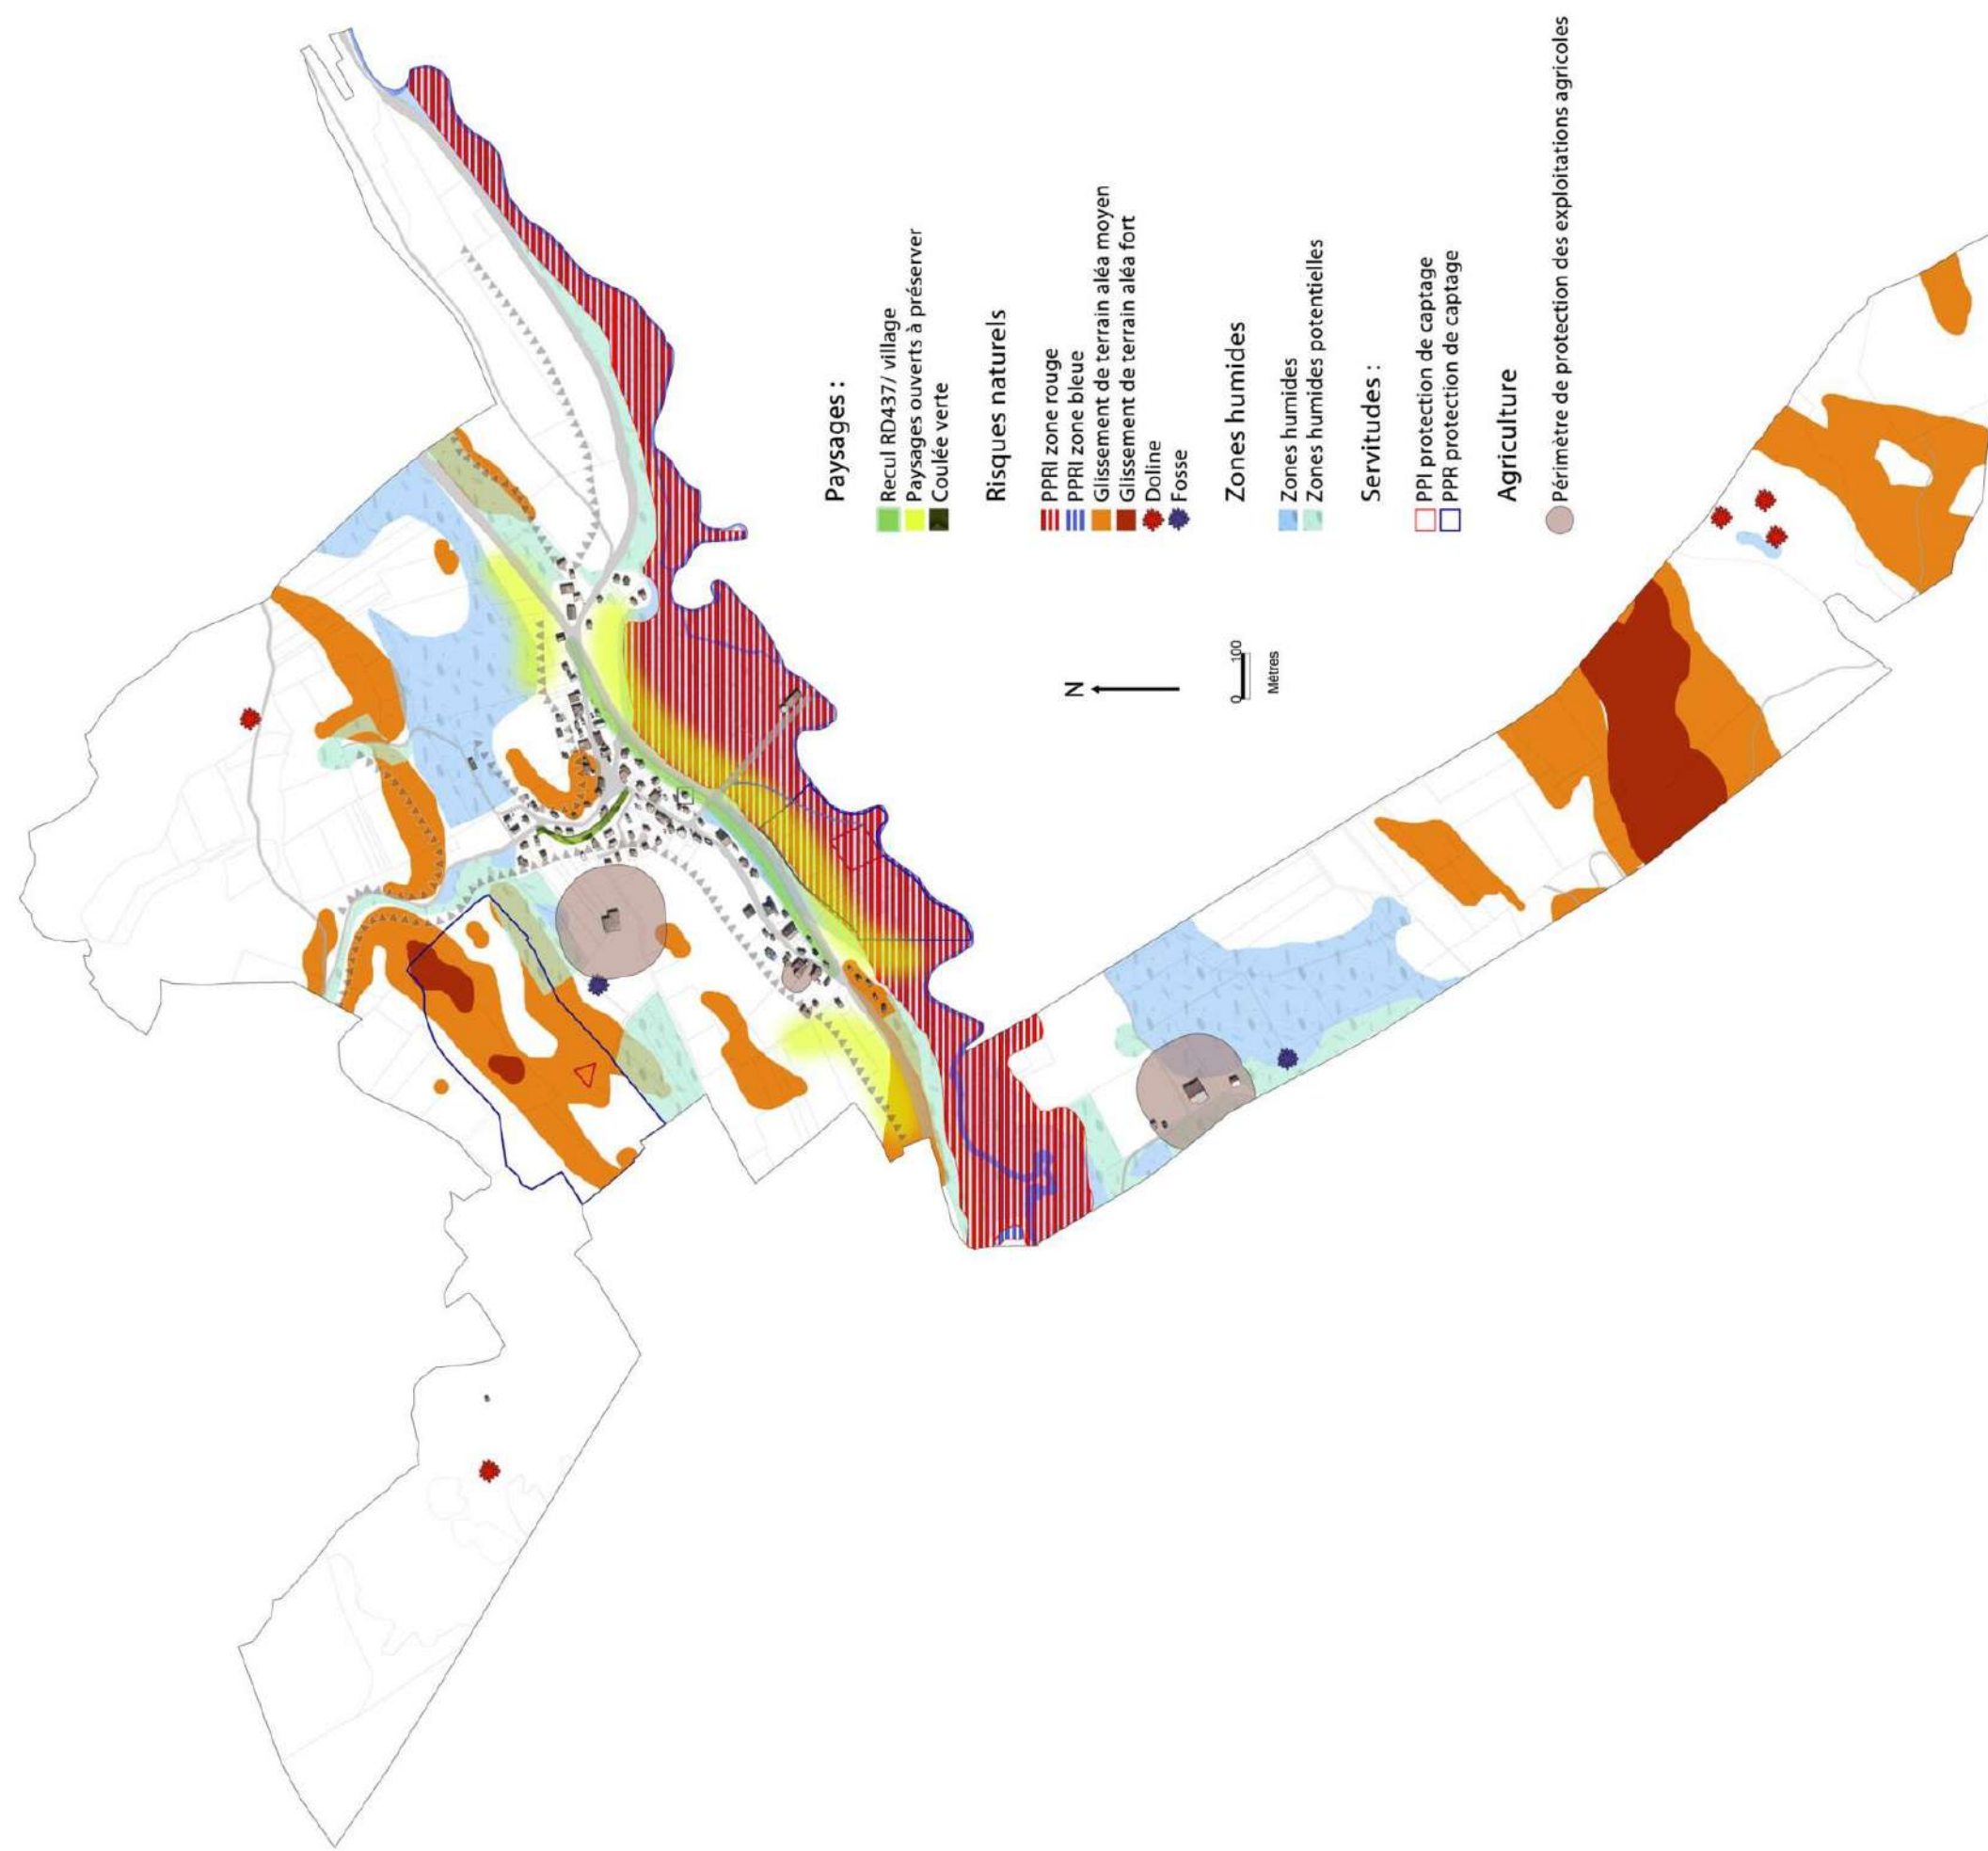 Paysages :
Recul RD437/ village
Paysages ouverts à préserver
Coulée verte
Risques naturels
PPRI zone rouge
PPRI zone bleue
Glissement de terrain aléa moyen
Glissement de terrain aléa fort
Doline
Fosse
Zones humides
Zones humides
Zones humides potentielles
Servitudes :
PPI protection de captage
PPR protection de captage
Agriculture
Périmètre de protection des exploitations agricoles
N
0 100
Mètres